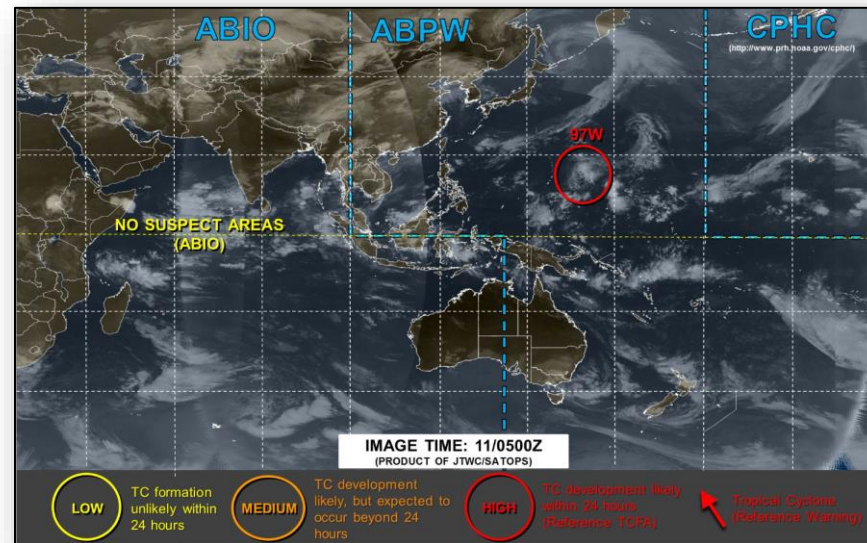 ABIO
ABPW
CPHC
(http://www.prh.noaa.gov/cphc/)
97W
NO SUSPECT AREAS
(ABIO)
IMAGE TIME: 11/0500Z
(PRODUCT OF JTWC/SATOPS)
LOW
TC formation
unlikely within
24 hours
MEDIUM
TC development
likely, but expected to
occur beyond 24
hours
HIGH
TC development likely
within 24 hours
(Reference TCFA)
Tropical Cyclone
(Reference Warning)